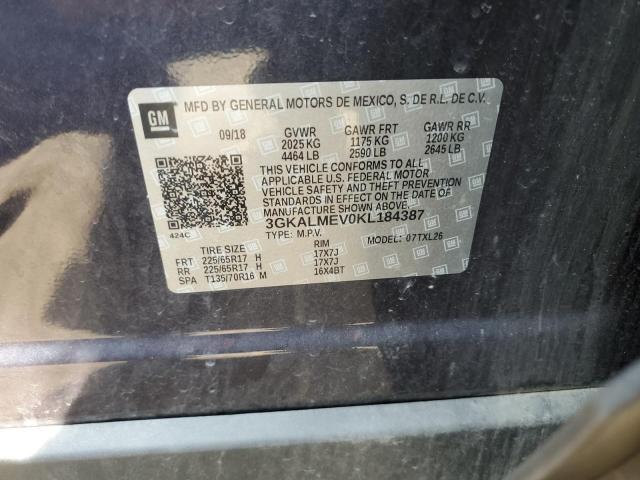 GM MFD BY GENERAL MOTORS DE MEXICO, S. DE R.L. DE C.V.
09/18 GVWR GAWR FRT GAWR RR
2025 KG 1175 KG 1200 KG
4464 LB 2590 LB 2645 LB
THIS VEHICLE CONFORMS TO ALL
APPLICABLE U.S. FEDERAL MOTOR
VEHICLE SAFETY AND THEFT PREVENTION
STANDARDS IN EFFECT ON THE DATE OF
MANUFACTURE SHOWN ABOVE.
3GKALMEV0KL184387
424C TYPE: M.P.V. MODEL: 07TXL26
TIRE SIZE RIM
FRT 225/65R17 H 17X7J
RR 225/65R17 H 17X7J
SPA T135/70R16 M 16X4BT